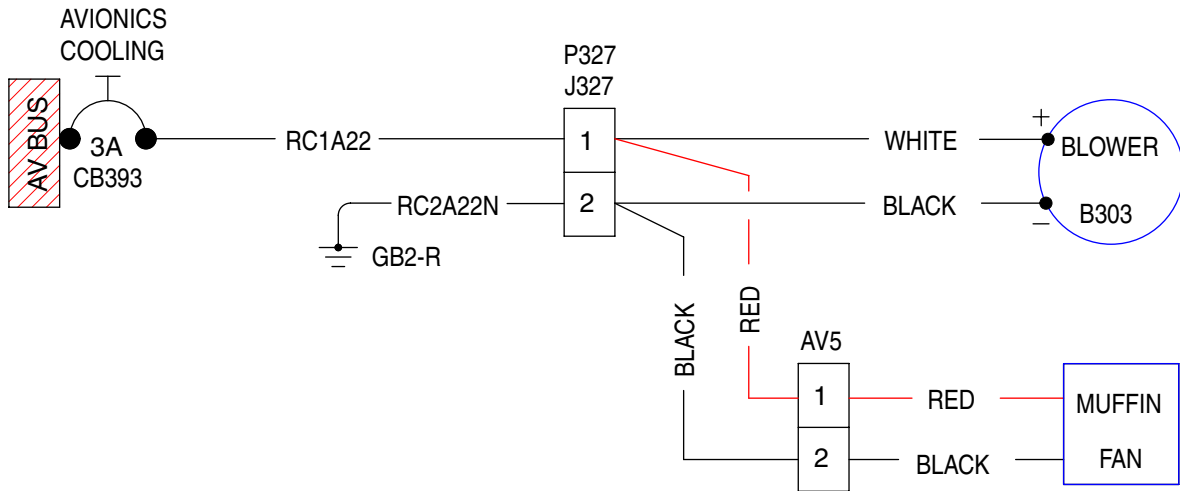 AVIONICS
COOLING
AV BUS
3A
CB393
RC1A22
P327
J327
1
2
WHITE
+
BLOWER
RC2A22N
BLACK
–
B303
GB2-R
BLACK
RED
AV5
1
2
RED
MUFFIN
BLACK
FAN